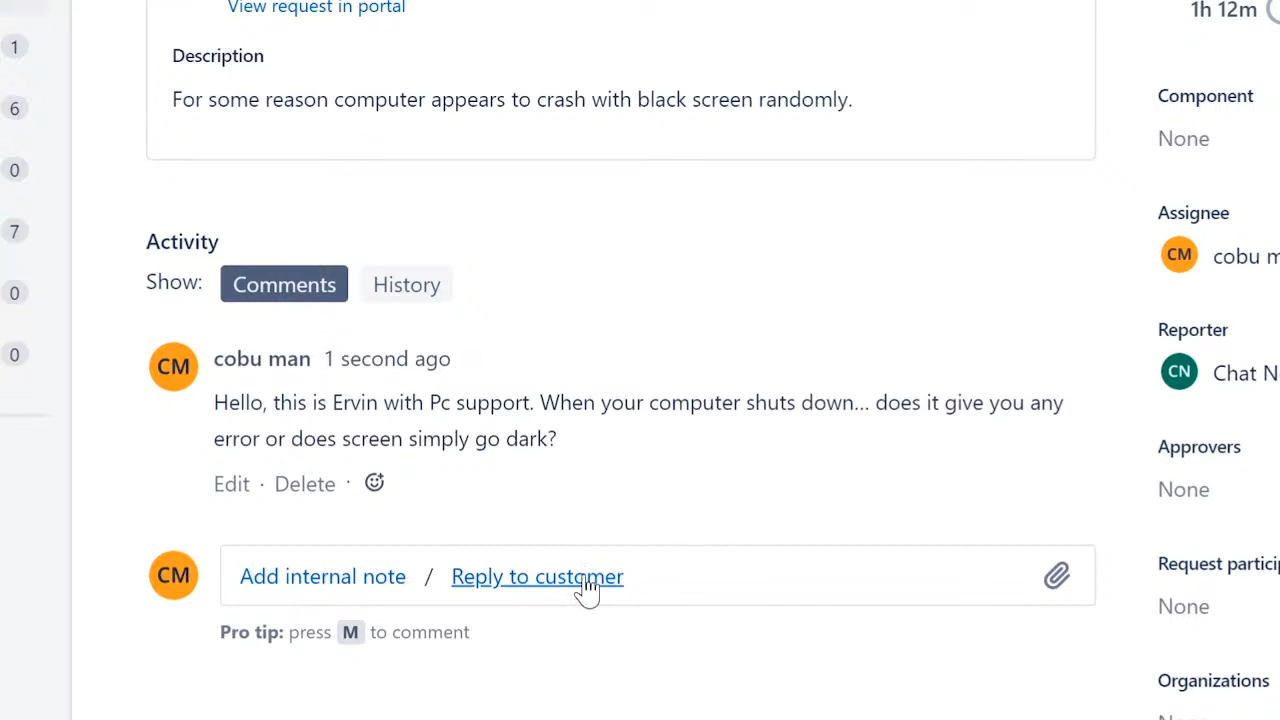 View request in portal
1h 12m
1
Description
6
For some reason computer appears to crash with black screen randomly.
Component
None
0
Assignee
7
Activity
CM cobu m
Show: Comments History
0
Reporter
0
CM cobu man 1 second ago
CN Chat N
Hello, this is Ervin with Pc support. When your computer shuts down... does it give you any
error or does screen simply go dark?
Approvers
Edit · Delete ·
None
CM Add internal note / Reply to customer
Request partici
None
Pro tip: press M to comment
Organizations